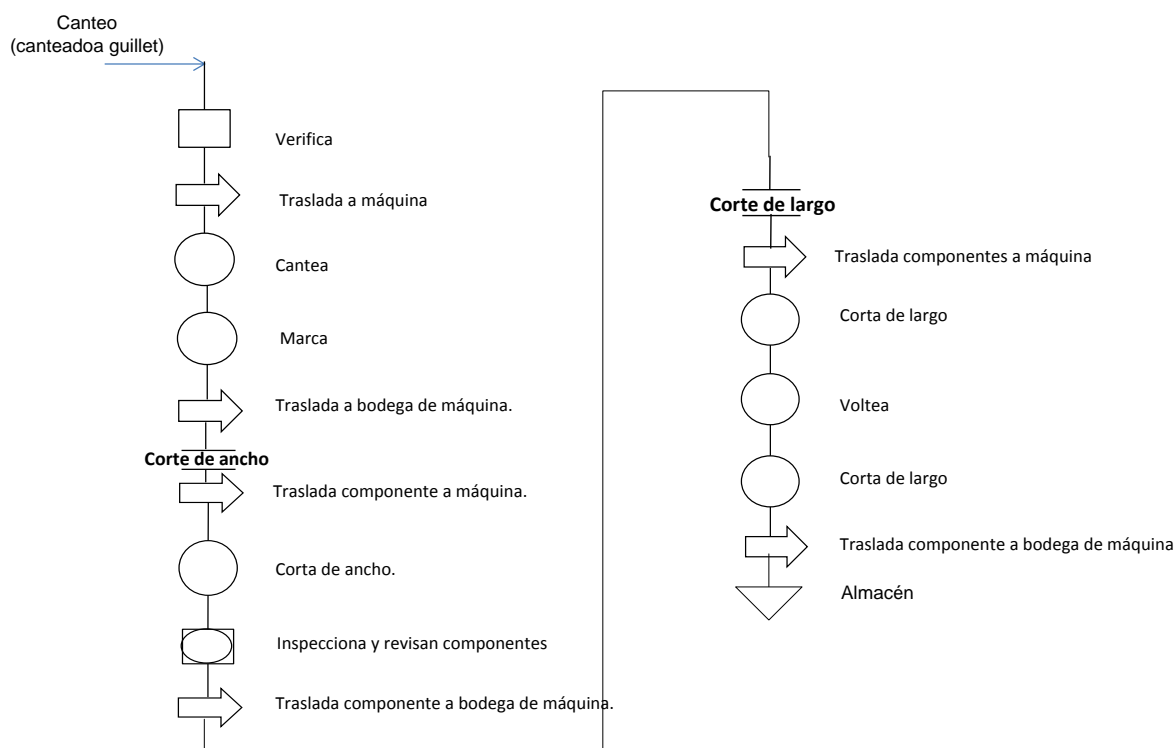 Canteo
(canteadoa guillet)
Verifica
Traslada a máquina
Cantea
Marca
Traslada a bodega de máquina.
Corte de ancho
Traslada componente a máquina.
Corta de ancho.
Inspecciona y revisan componentes
Traslada componente a bodega de máquina.
Corte de largo
Traslada componentes a máquina
Corta de largo
Voltea
Corta de largo
Traslada componente a bodega de máquina
Almacén